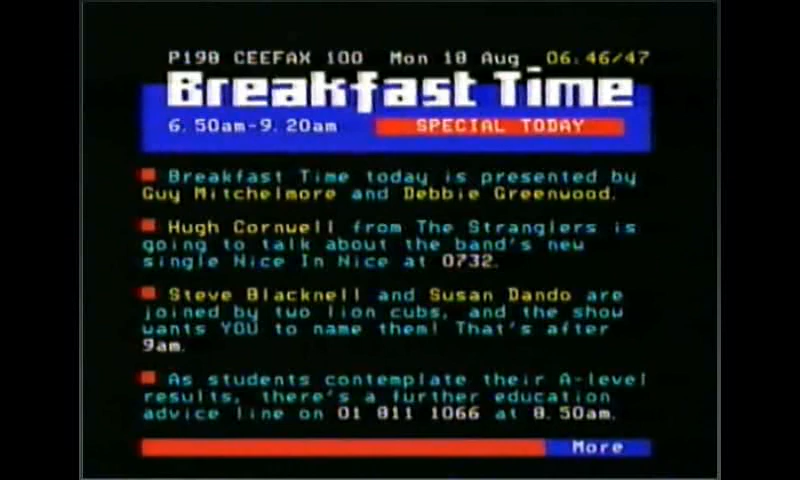 P198 CEEFAX 100 Mon 18 Aug 06.46/47
Breakfast Time
6.50am-9.20am SPECIAL TODAY
Breakfast Time today is presented by
Guy Mitchelmore and Debbie Greenwood.
Hugh Cornwell from The Stranglers is
going to talk about the band's new
single Nice In Nice at 0732.
Steve Blacknell and Susan Dando are
joined by two lion cubs, and the show
wants YOU to name them! That's after
9am.
As students contemplate their A-level
results, there's a further education
advice line on 01 811 1066 at 8.50am.
More